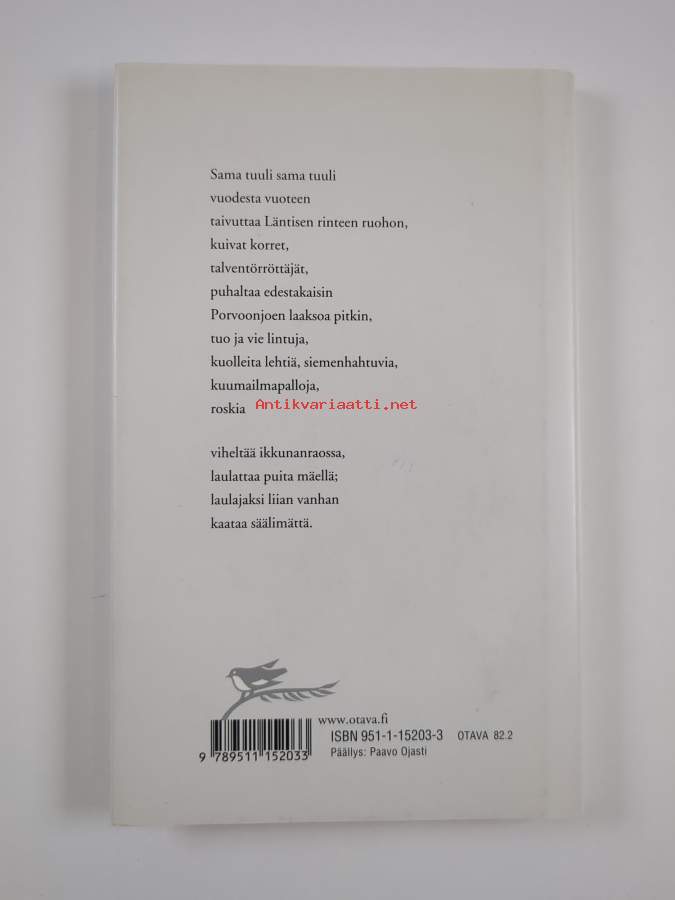 Sama tuuli sama tuuli
vuodesta vuoteen
taivuttaa Läntisen rinteen ruohon,
kuivat korret,
talventörröttäjät,
puhaltaa edestakaisin
Porvoonjoen laaksoa pitkin,
tuo ja vie lintuja,
kuolleita lehtiä, siemenhahtuvia,
kuumailmapalloja,
roskia
Antikvariaatti.net
viheltää ikkunanraossa,
laulattaa puita mäellä;
laulajaksi liian vanhan
kaataa säälimättä.
www.otava.fi
ISBN 951-1-15203-3 OTAVA 82.2
Päällys: Paavo Ojasti
9 789511 152033